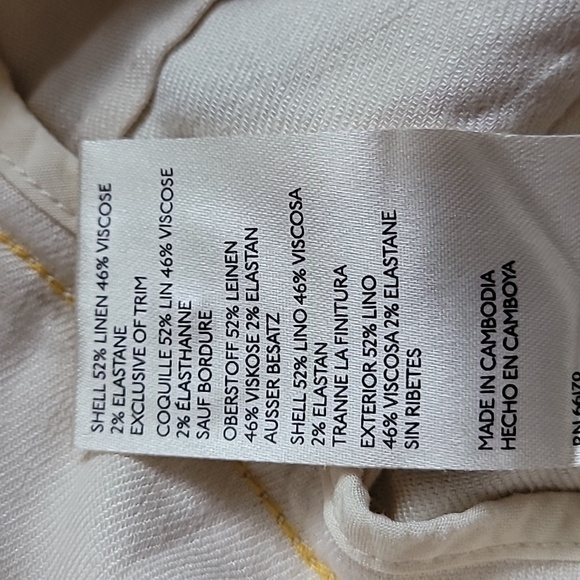 SHELL 52% LINEN 46% VISCOSE
2% ELASTANE
EXCLUSIVE OF TRIM
COQUILLE 52% LIN 46% VISCOSE
2% ÉLASTHANNE
SAUF BORDURE
OBERSTOFF 52% LEINEN
46% VISKOSE 2% ELASTAN
AUSSER BESATZ
SHELL 52% LINO 46% VISCOSA
2% ELASTAN
TRANNE LA FINITURA
EXTERIOR 52% LINO
46% VISCOSA 2% ELASTANE
SIN RIBETES
MADE IN CAMBODIA
HECHO EN CAMBOYA
RN 66178